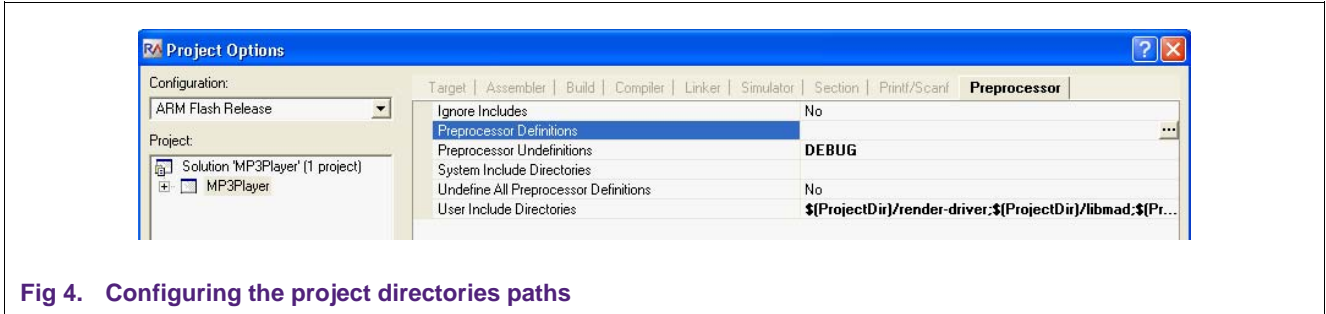 RA Project Options
Configuration:
ARM Flash Release
Project:
Solution 'MP3Player' (1 project)
MP3Player
Target | Assembler | Build | Compiler | Linker | Simulator | Section | Printf/Scanf | Preprocessor
Ignore Includes No
Preprocessor Definitions ...
Preprocessor Undefinitions DEBUG
System Include Directories
Undefine All Preprocessor Definitions No
User Include Directories $(ProjectDir)/render-driver;$(ProjectDir)/libmad;$(Pr...
Fig 4. Configuring the project directories paths